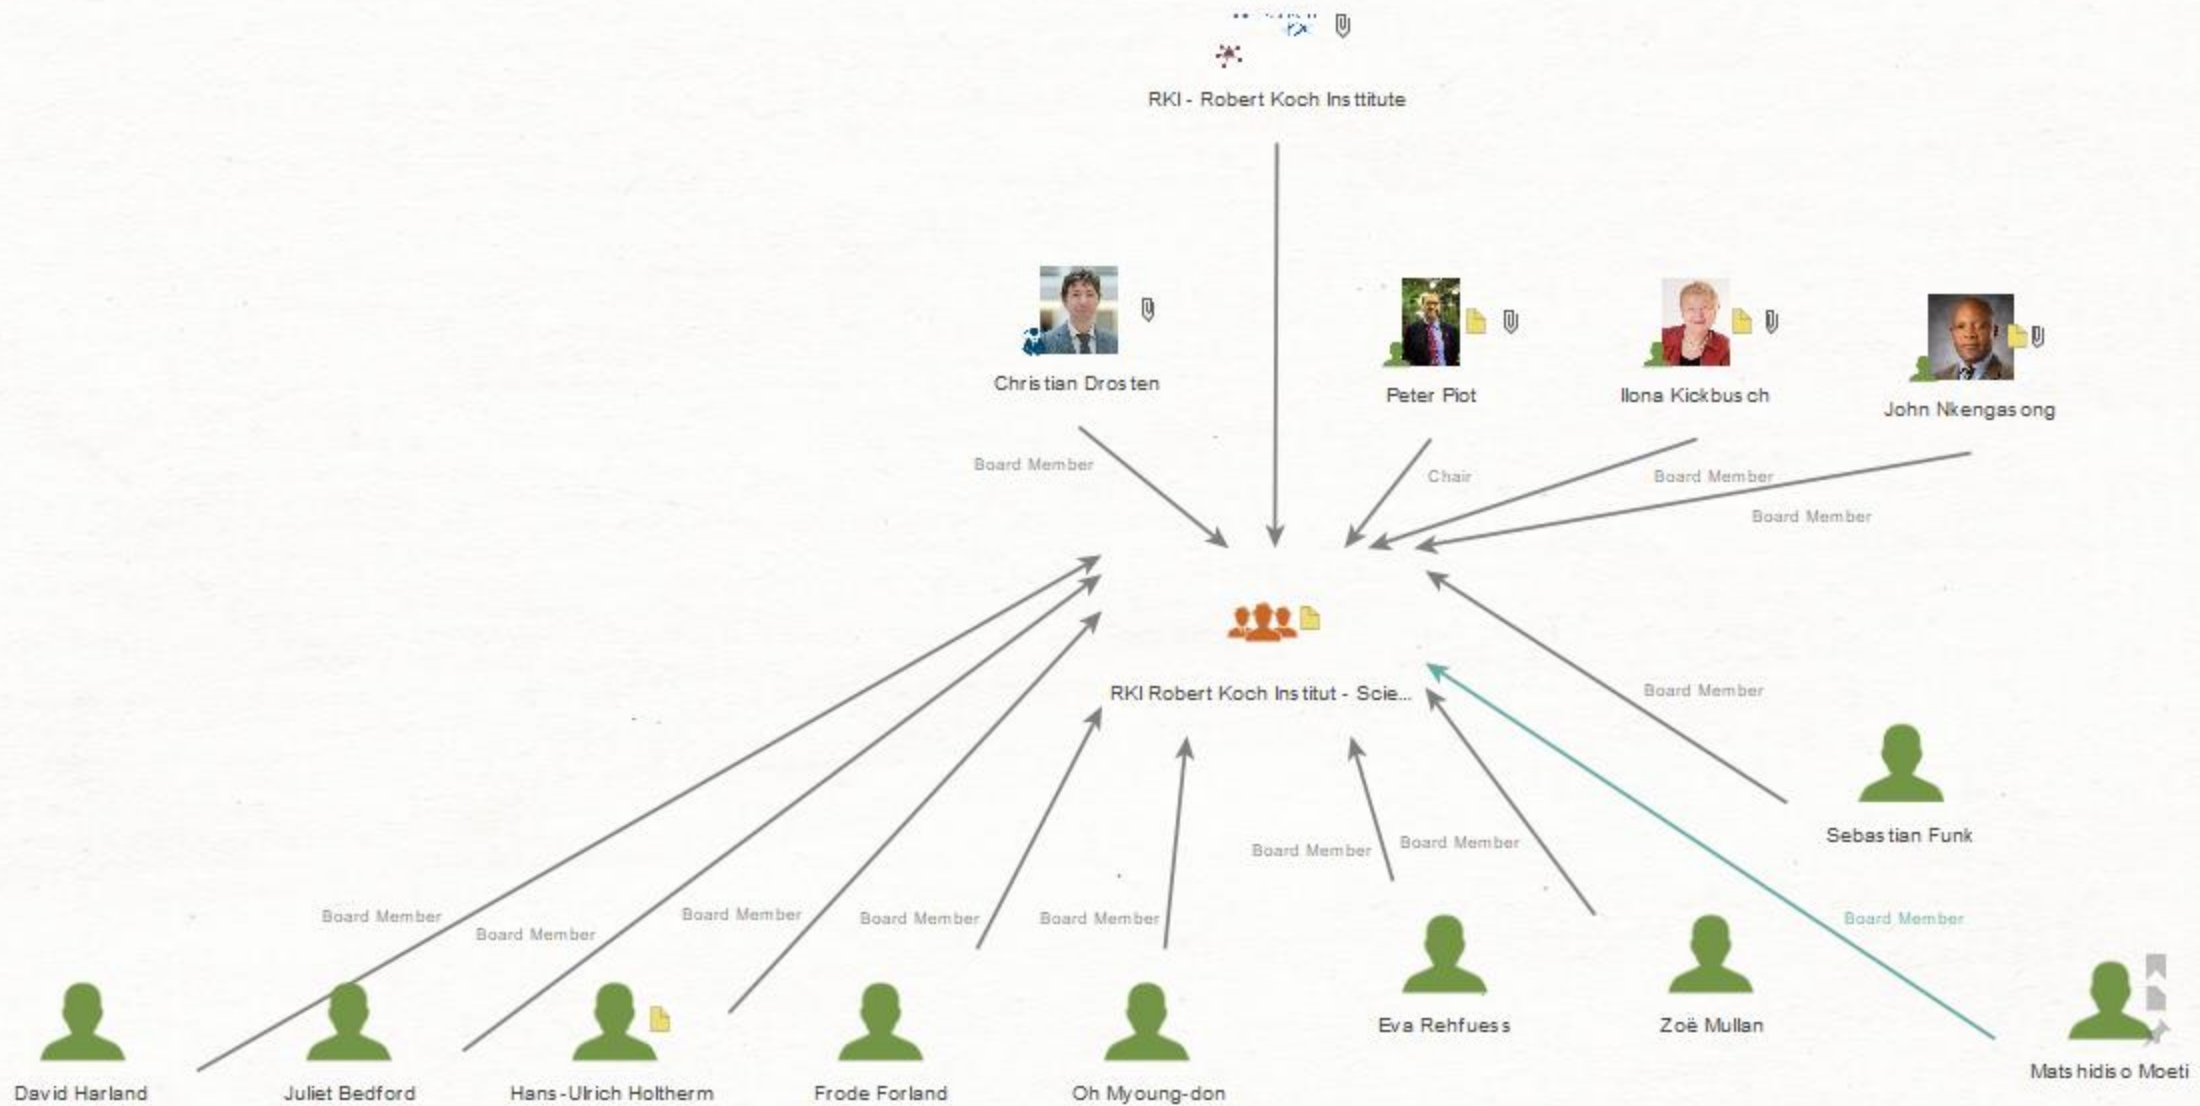 RKI - Robert Koch Insttitute
Christian Drosten
Peter Piot
Ilona Kickbusch
John Nkengasong
Board Member
Chair
Board Member
Board Member
RKI Robert Koch Institut - Scie...
Board Member
Sebastian Funk
Board Member
Board Member
Board Member
Board Member
Board Member
Board Member
Board Member
Board Member
Eva Rehfuess
Zoë Mullan
Matshidiso Moeti
David Harland
Juliet Bedford
Hans-Ulrich Holtherm
Frode Forland
Oh Myoung-don